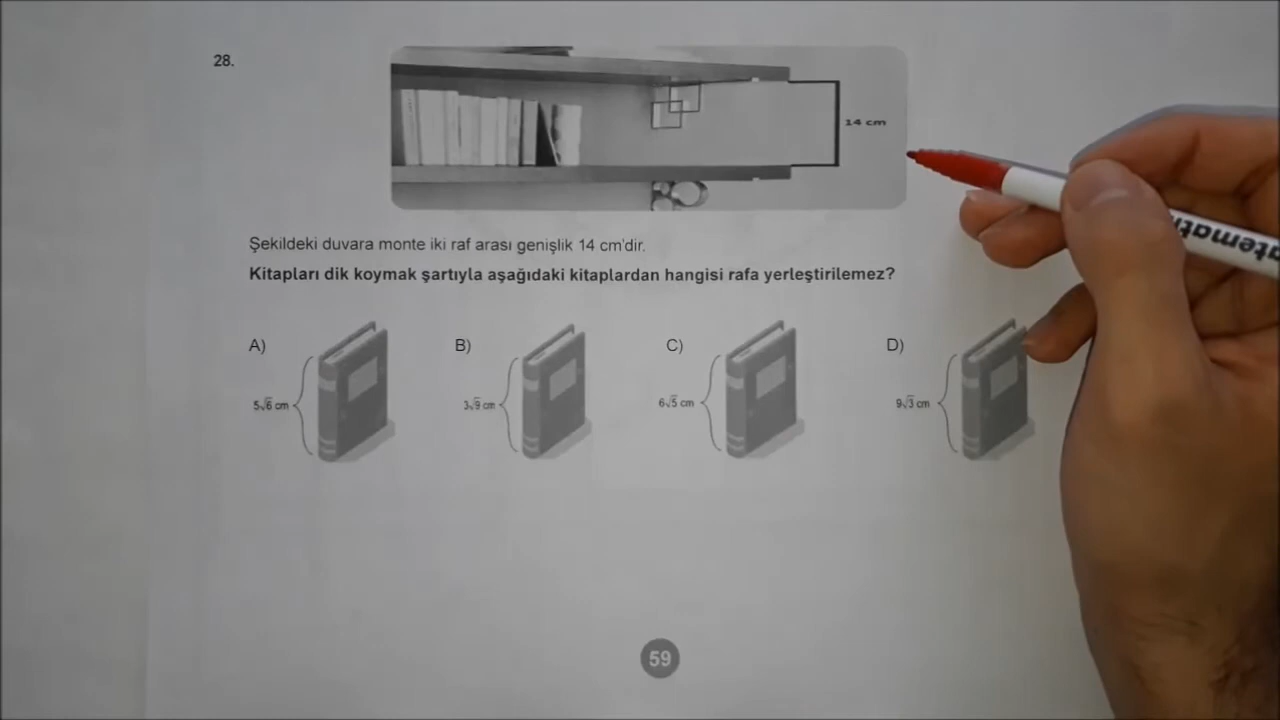 28.
14 cm
Şekildeki duvara monte iki raf arası genişlik 14 cm'dir.
Kitapları dik koymak şartıyla aşağıdaki kitaplardan hangisi rafa yerleştirilemez?
A)
5√6 cm
B)
3√9 cm
C)
6√5 cm
D)
9√3 cm
59